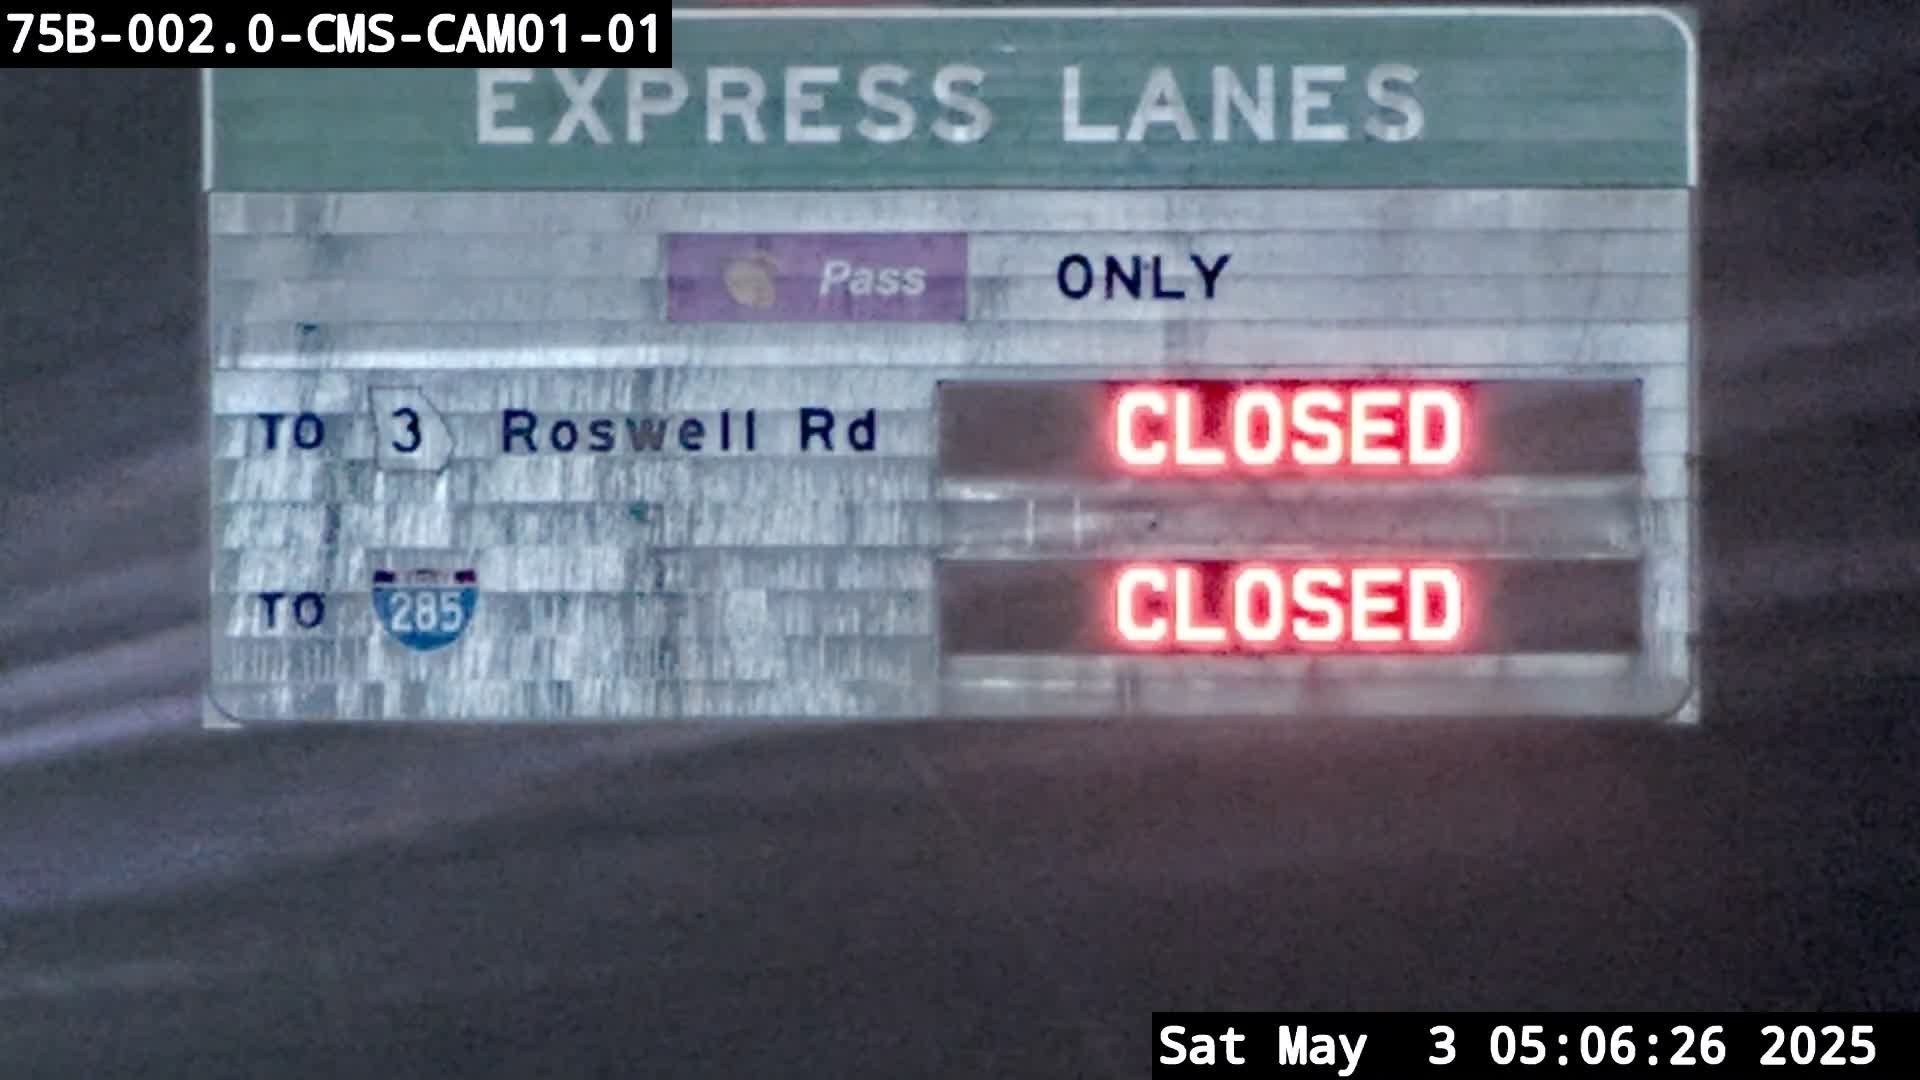 75B-002.0-CMS-CAM01-01
EXPRESS LANES
Pass ONLY
TO 3 Roswell Rd CLOSED
TO 285 CLOSED
Sat May 3 05:06:26 2025